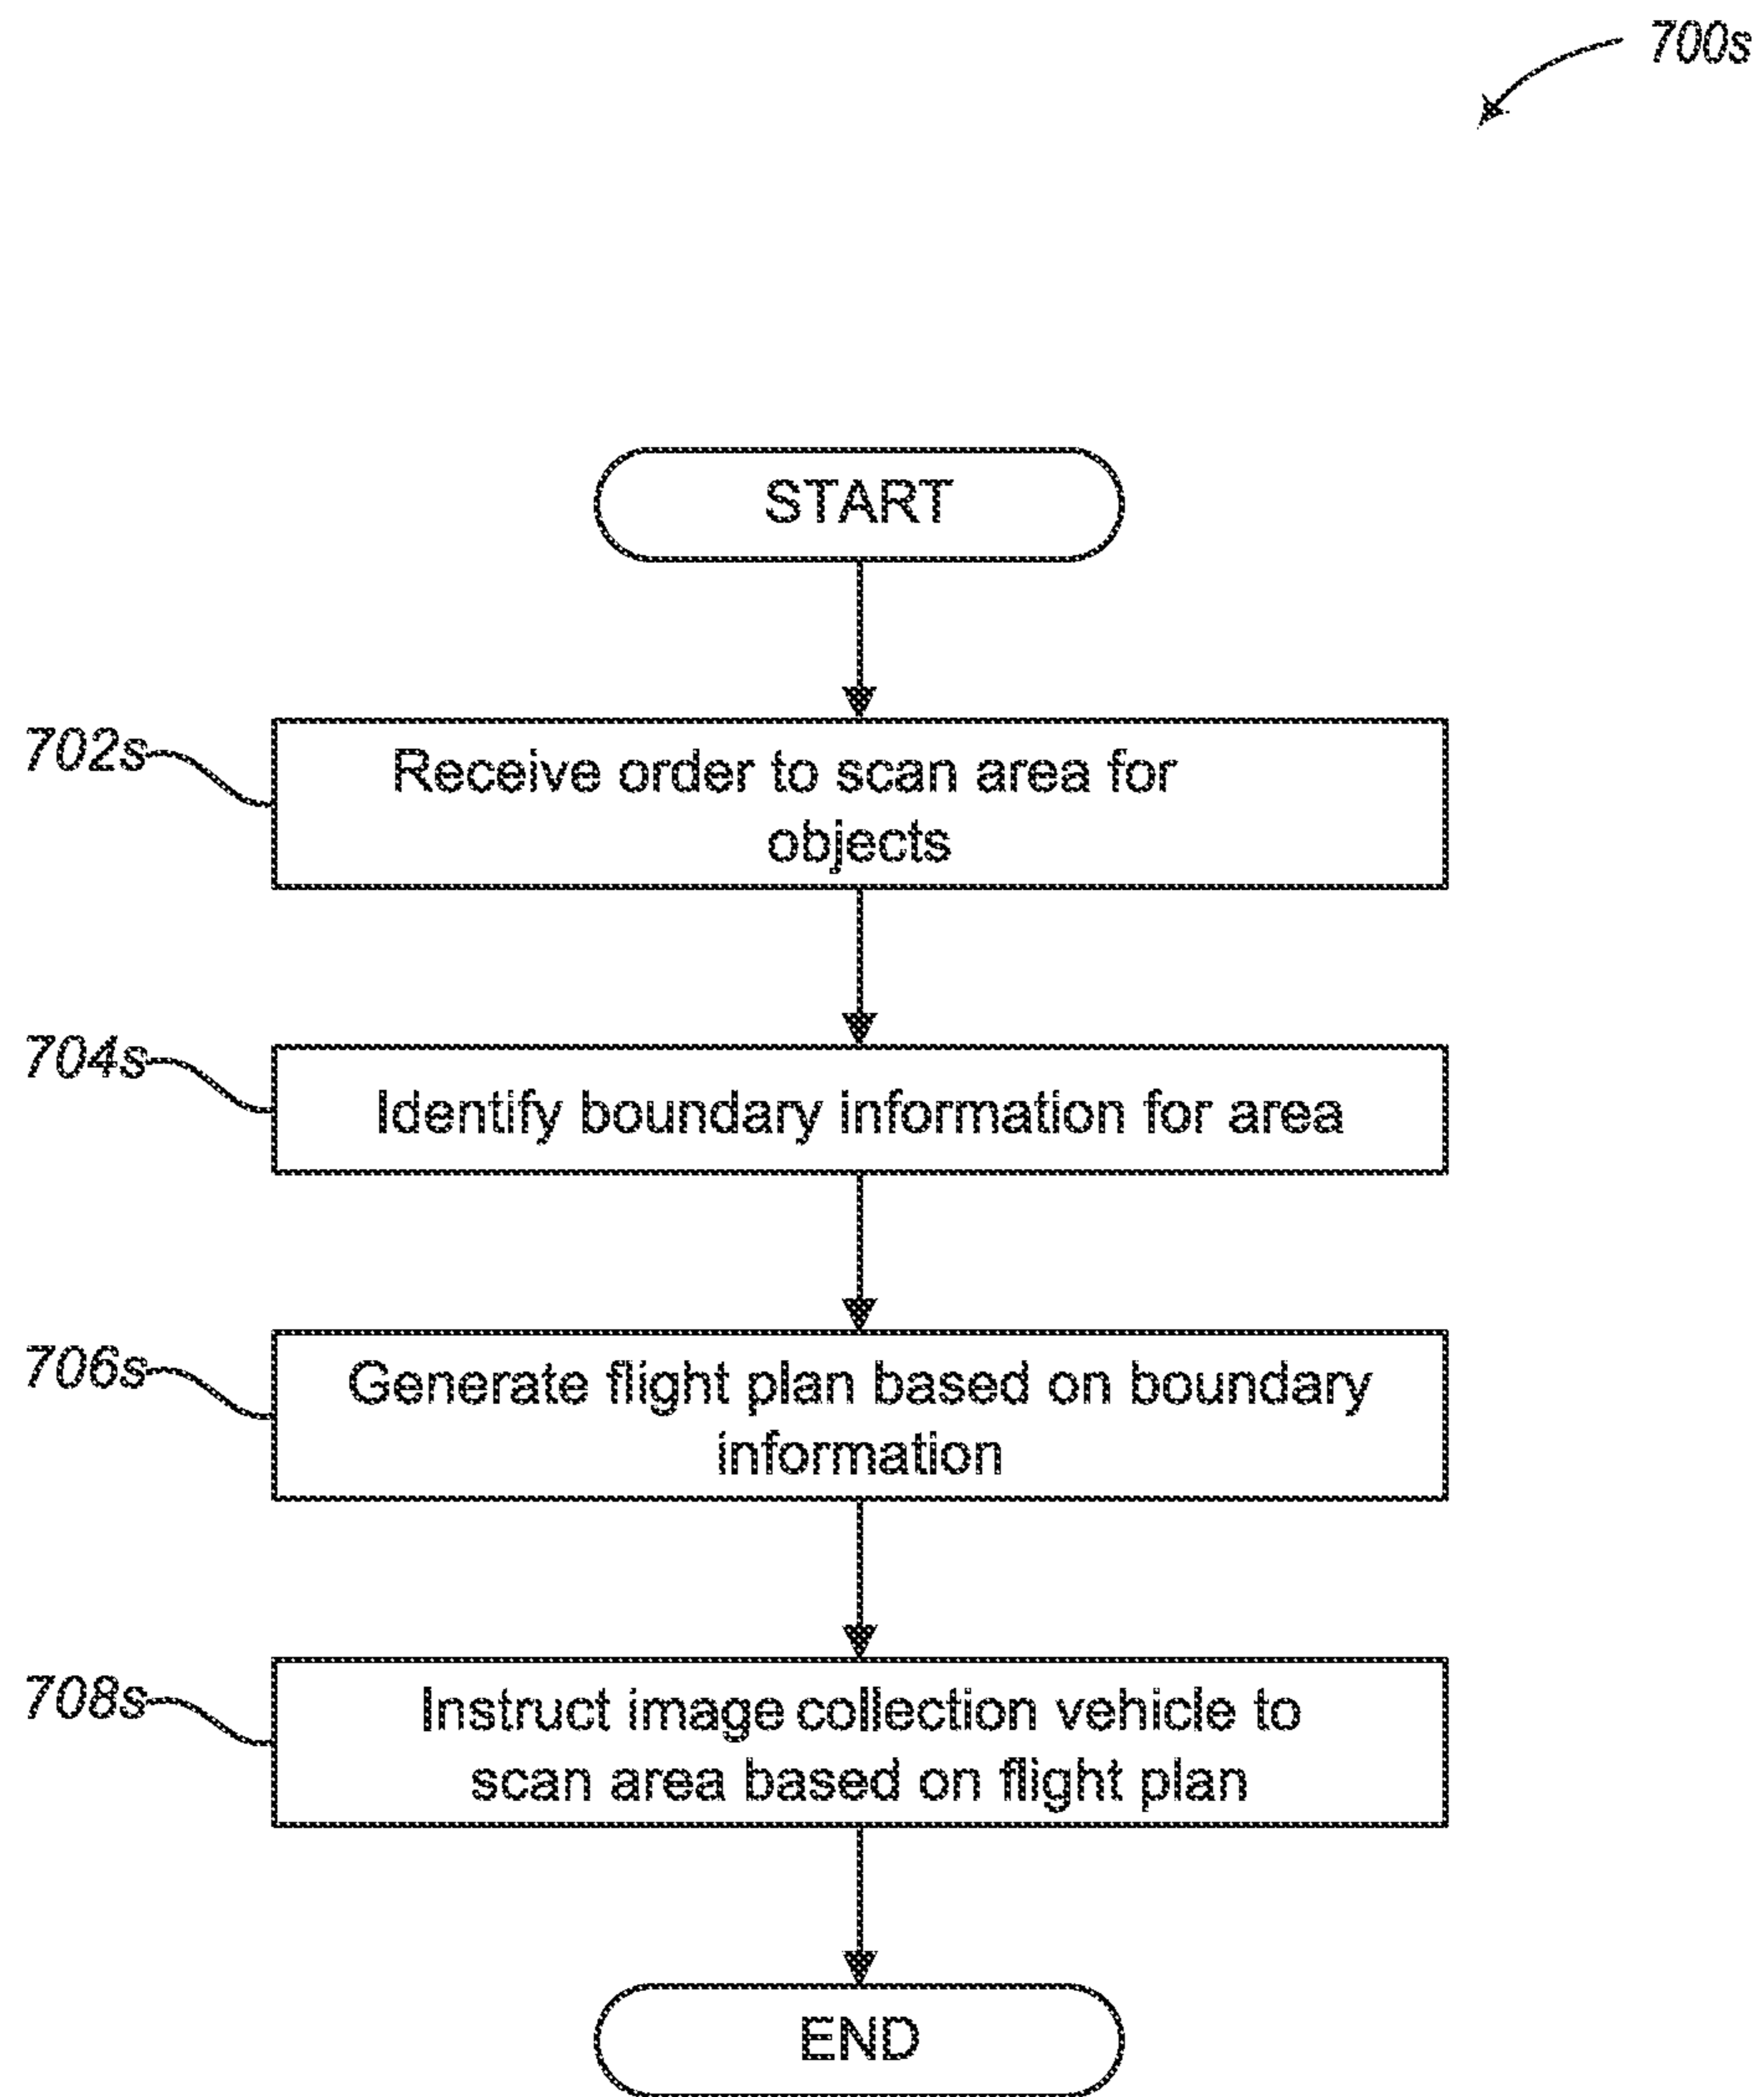 700s
START
702s
Receive order to scan area for
objects
704s
Identify boundary information for area
706s
Generate flight plan based on boundary
information
708s
Instruct image collection vehicle to
scan area based on flight plan
END